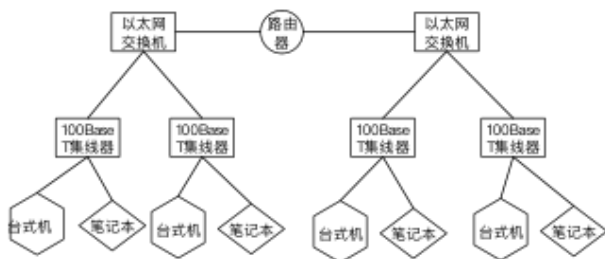 以太网
交换机
路由
器
以太网
交换机
100Base
T集线器
100Base
T集线器
100Base
T集线器
100Base
T集线器
台式机
笔记本
台式机
笔记本
台式机
笔记本
台式机
笔记本